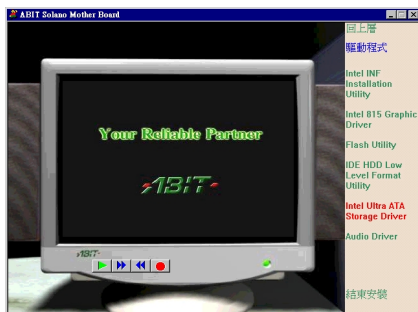 ABIT Solano Mother Board
回上層
驅動程式
Intel INF
Installation
Utility
Intel 815 Graphic
Driver
Flash Utility
IDE HDD Low
Level Format
Utility
Intel Ultra ATA
Storage Driver
Audio Driver
結束安裝
Your Reliable Partner
ABIT
ABIT